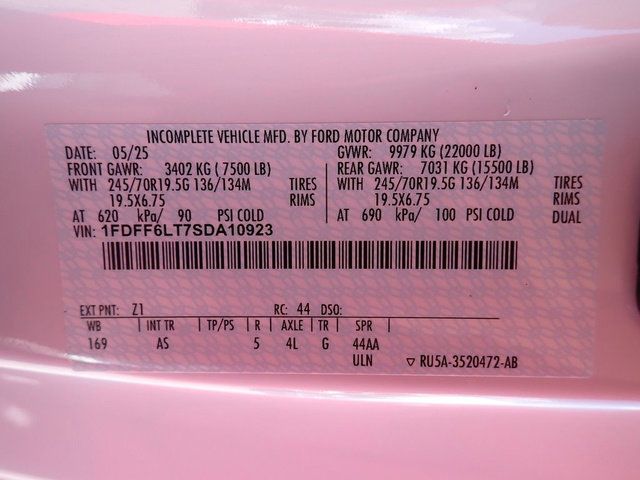 INCOMPLETE VEHICLE MFD. BY FORD MOTOR COMPANY
DATE: 05/25 GVWR: 9979 KG (22000 LB)
FRONT GAWR: 3402 KG ( 7500 LB) REAR GAWR: 7031 KG (15500 LB)
WITH 245/70R19.5G 136/134M TIRES WITH 245/70R19.5G 136/134M TIRES
19.5X6.75 RIMS 19.5X6.75 RIMS
AT 620 kPa/ 90 PSI COLD AT 690 kPa/ 100 PSI COLD DUAL
VIN: 1FDFF6LT7SDA10923
EXT PNT: Z1 RC: 44 DSO:
WB INT TR TP/PS R AXLE TR SPR
169 AS 5 4L G 44AA
ULN ▽ RU5A-3520472-AB